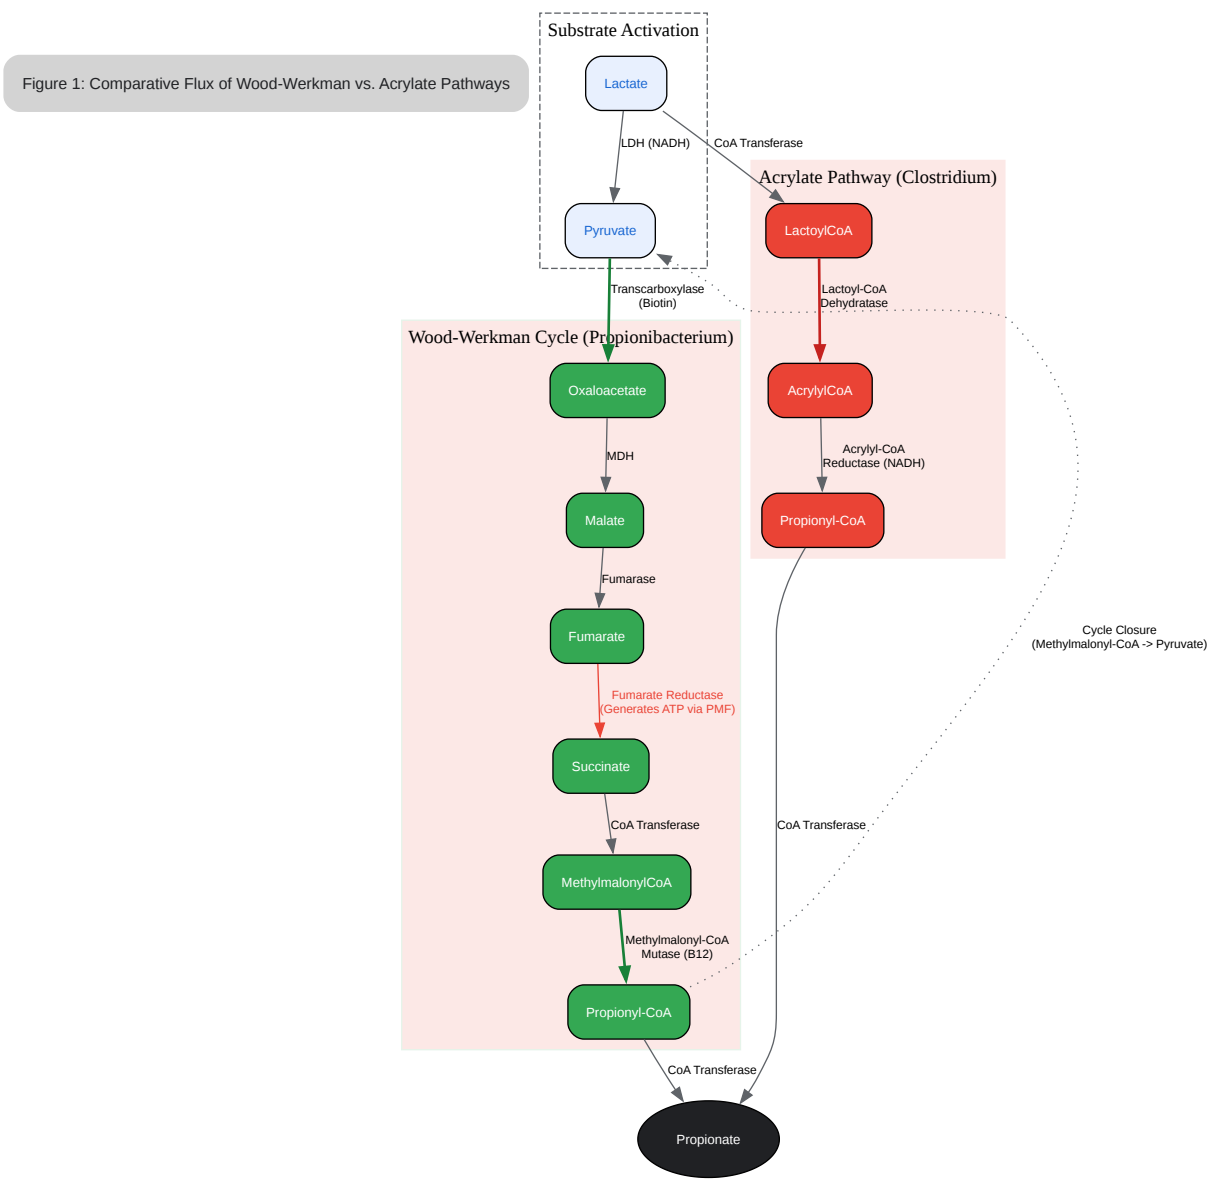 Substrate Activation
Figure 1: Comparative Flux of Wood-Werkman vs. Acrylate Pathways
Lactate
LDH (NADH)
CoA Transferase
Acrylate Pathway (Clostridium)
Pyruvate
LactoylCoA
Transcarboxylase
(Biotin)
Lactoyl-CoA
Dehydratase
Wood-Werkman Cycle (Propionibacterium)
Oxaloacetate
AcrylylCoA
MDH
Acrylyl-CoA
Reductase (NADH)
Malate
Propionyl-CoA
Fumarase
Fumarate
Cycle Closure
(Methylmalonyl-CoA -> Pyruvate)
Fumarate Reductase
(Generates ATP via PMF)
Succinate
CoA Transferase
CoA Transferase
MethylmalonylCoA
Methylmalonyl-CoA
Mutase (B12)
Propionyl-CoA
CoA Transferase
Propionate